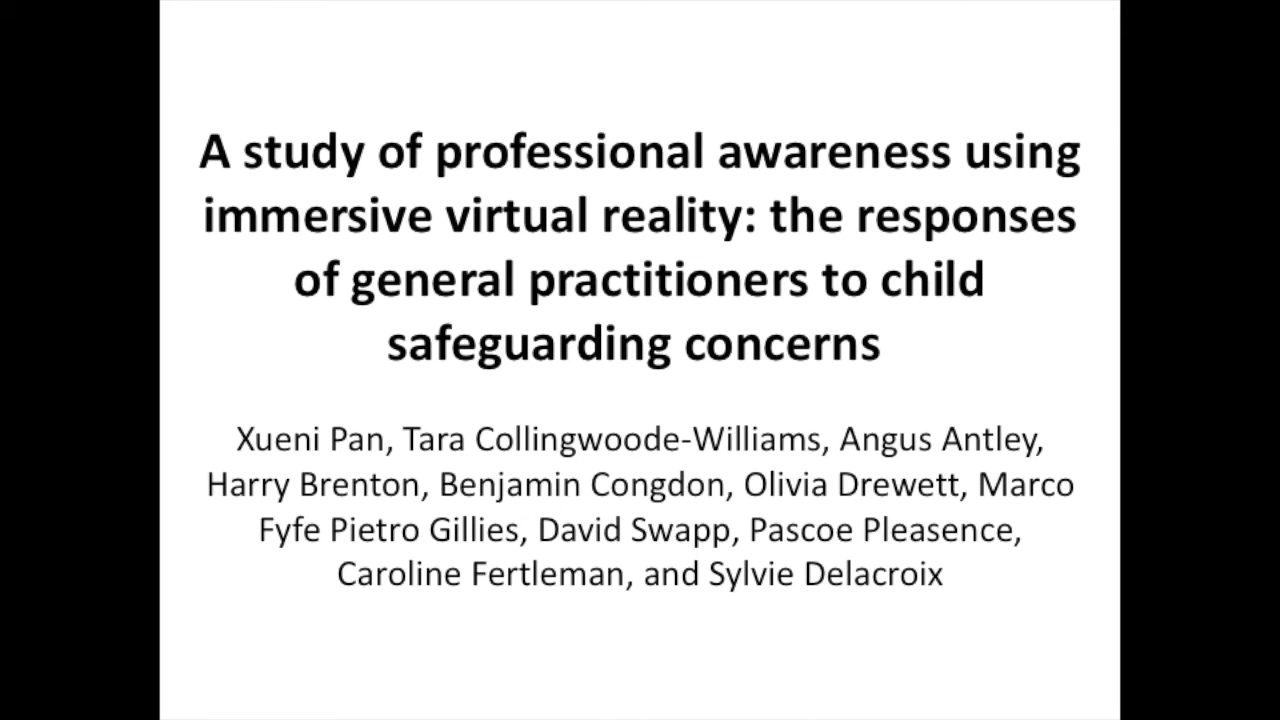 A study of professional awareness using
immersive virtual reality: the responses
of general practitioners to child
safeguarding concerns
Xueni Pan, Tara Collingwoode-Williams, Angus Antley,
Harry Brenton, Benjamin Congdon, Olivia Drewett, Marco
Fyfe Pietro Gillies, David Swapp, Pascoe Pleasence,
Caroline Fertleman, and Sylvie Delacroix